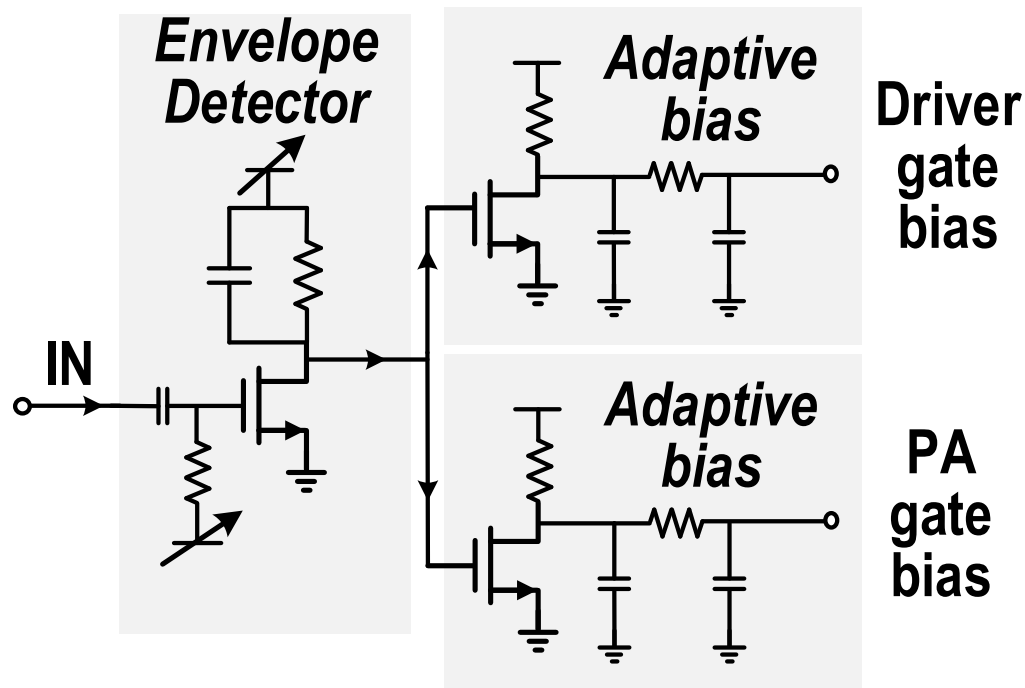 Envelope
Detector
IN
Adaptive
bias
Driver
gate
bias
Adaptive
bias
PA
gate
bias